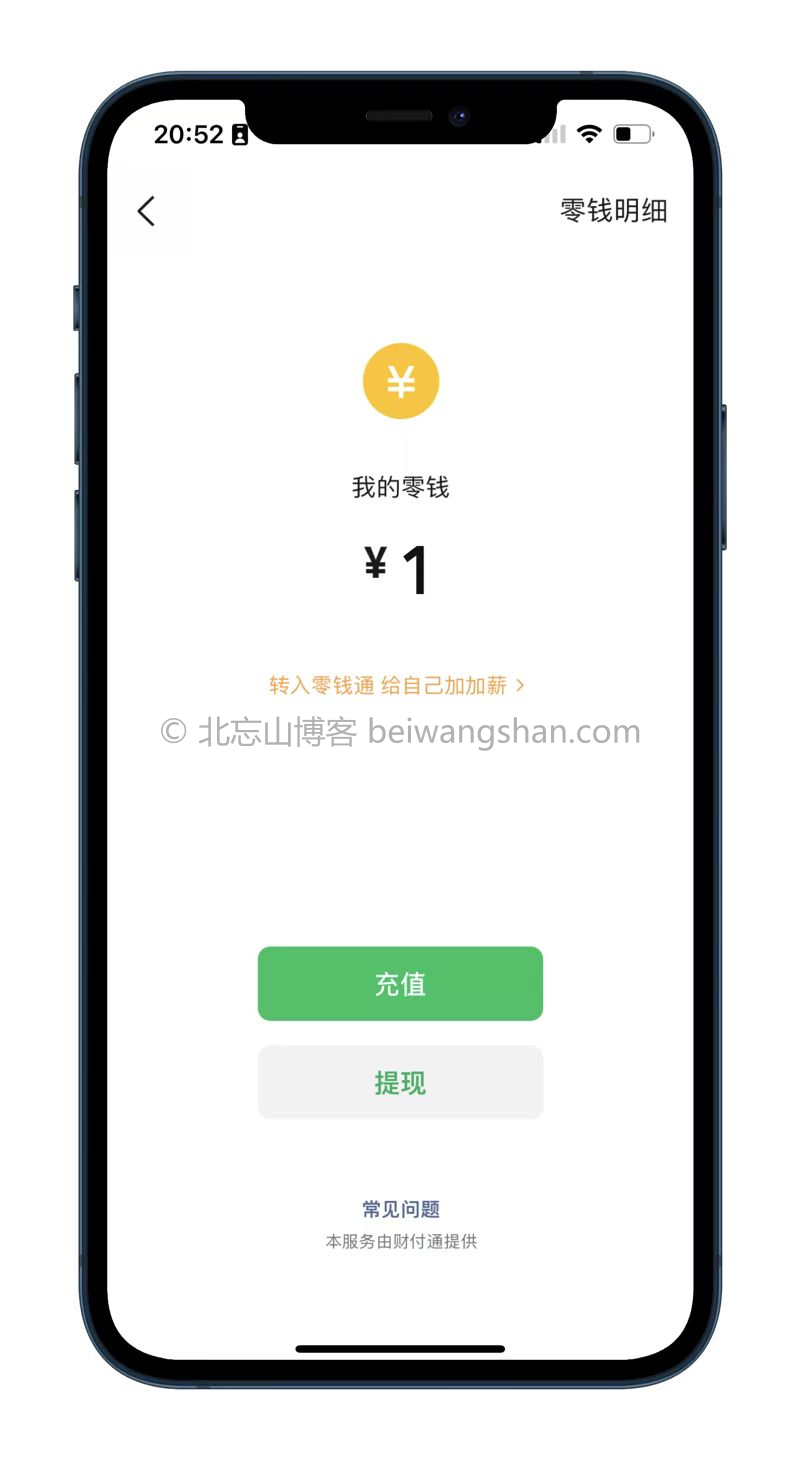 20:52
零钱明细
¥
我的零钱
¥ 1
转入零钱通 给自己加加薪 >
© 北忘山博客 beiwangshan.com
充值
提现
常见问题
本服务由财付通提供